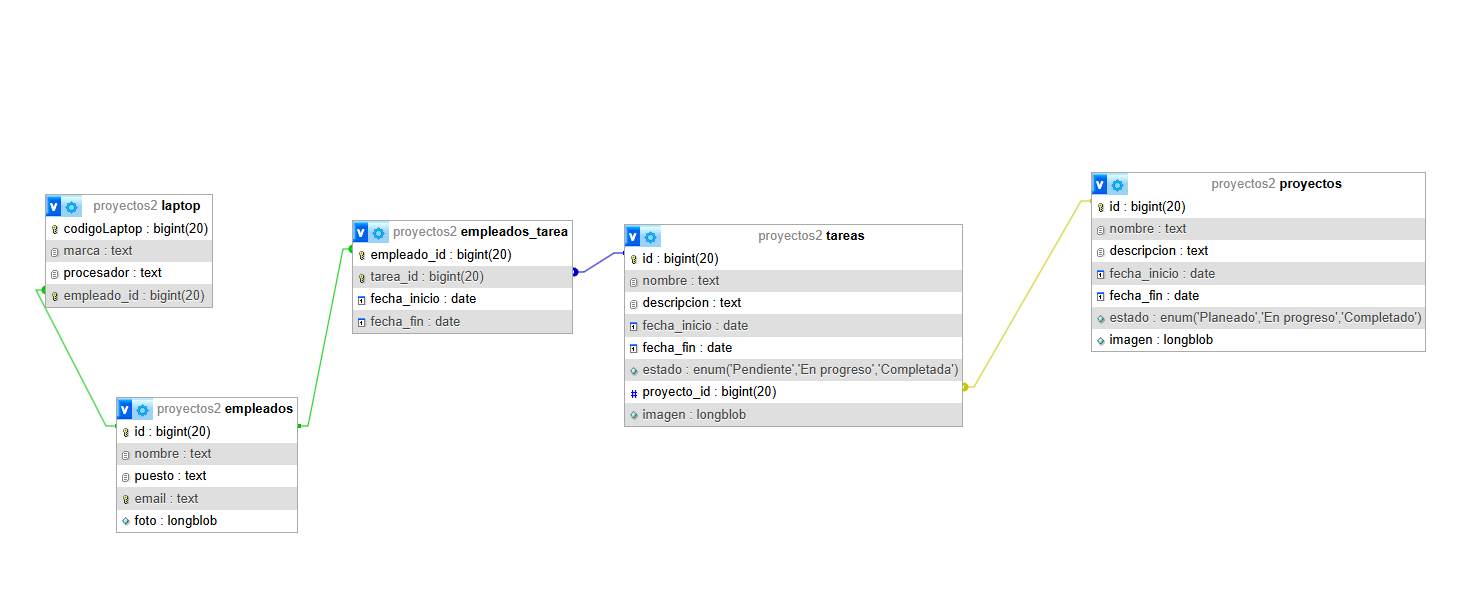 proyectos2 laptop
codigoLaptop : bigint(20)
marca : text
procesador : text
empleado_id : bigint(20)
proyectos2 empleados
id : bigint(20)
nombre : text
puesto : text
email : text
foto : longblob
proyectos2 empleados_tarea
empleado_id : bigint(20)
tarea_id : bigint(20)
fecha_inicio : date
fecha_fin : date
proyectos2 tareas
id : bigint(20)
nombre : text
descripcion : text
fecha_inicio : date
fecha_fin : date
estado : enum('Pendiente','En progreso','Completada')
proyecto_id : bigint(20)
imagen : longblob
proyectos2 proyectos
id : bigint(20)
nombre : text
descripcion : text
fecha_inicio : date
fecha_fin : date
estado : enum('Planeado','En progreso','Completado')
imagen : longblob